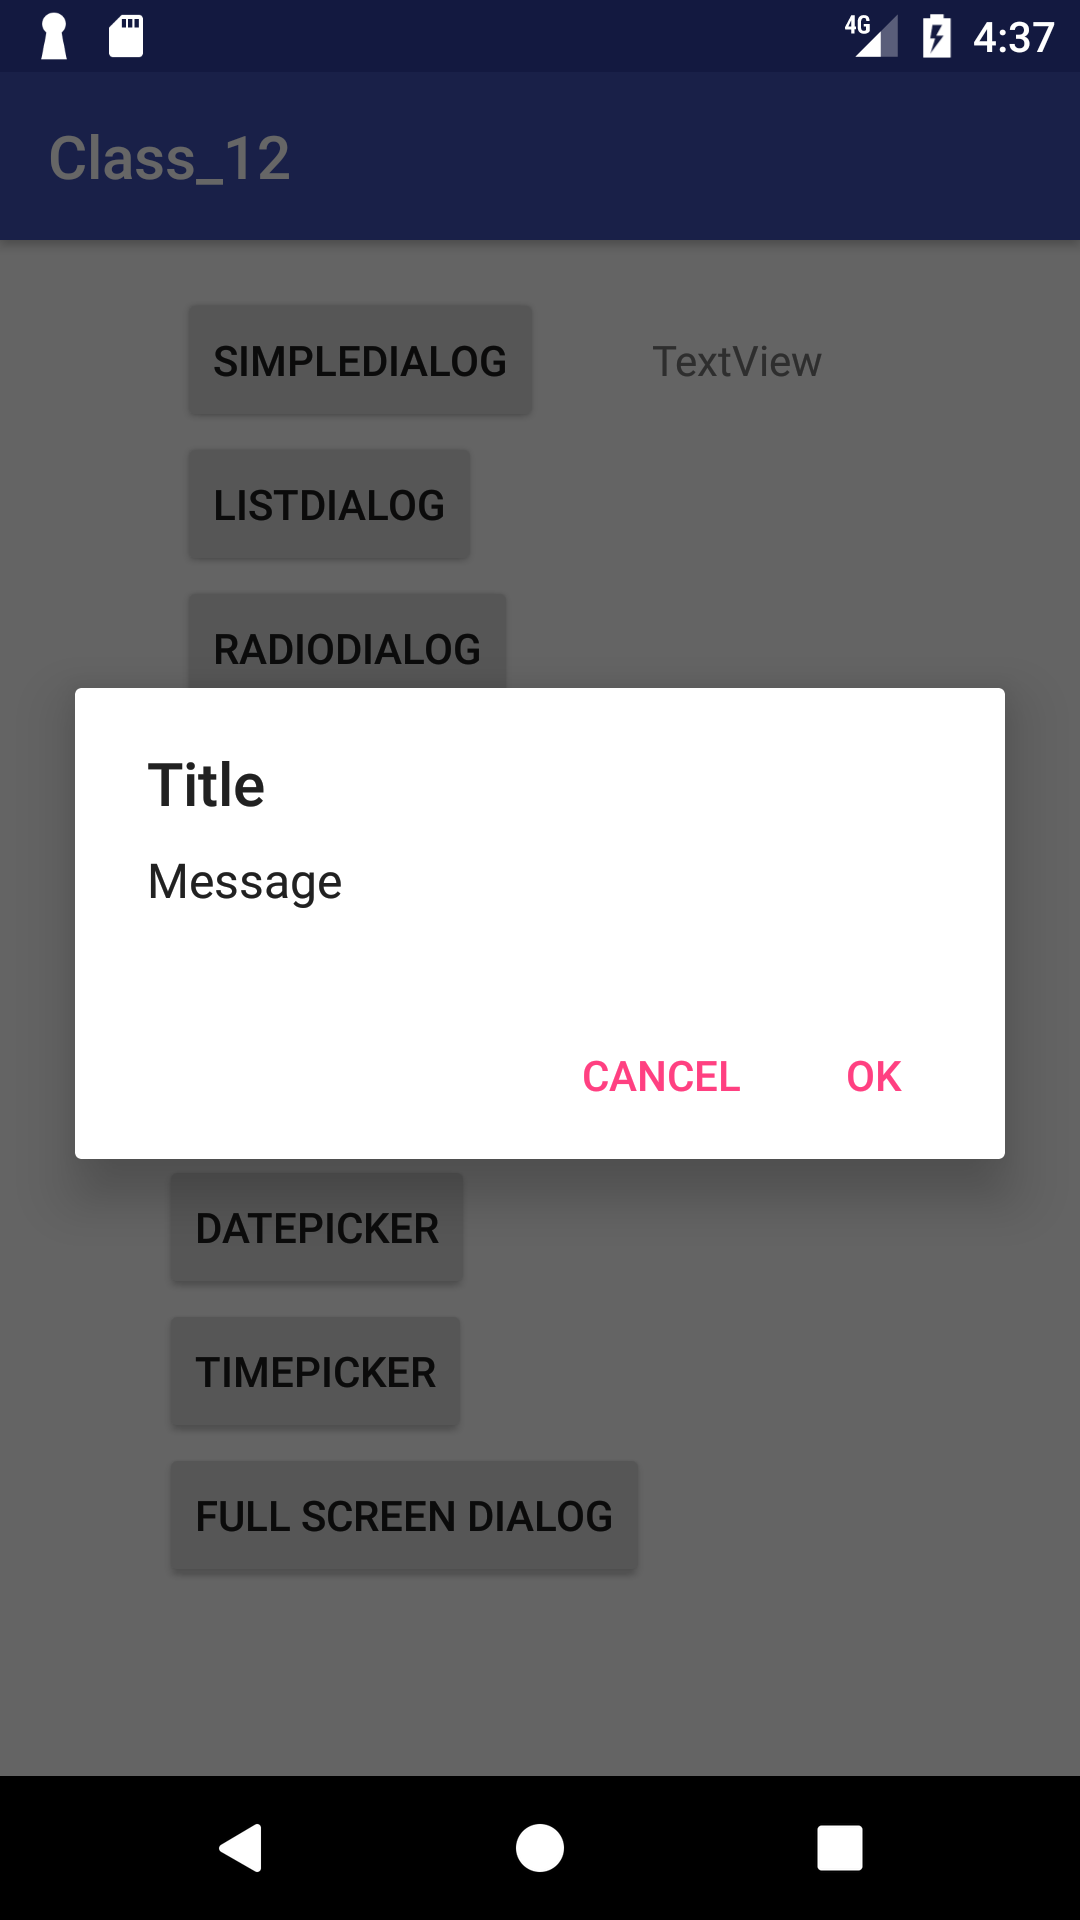 4G 4:37
Class_12
SIMPLEDIALOG TextView
LISTDIALOG
RADIODIALOG
Title
Message
CANCEL OK
DATEPICKER
TIMEPICKER
FULL SCREEN DIALOG